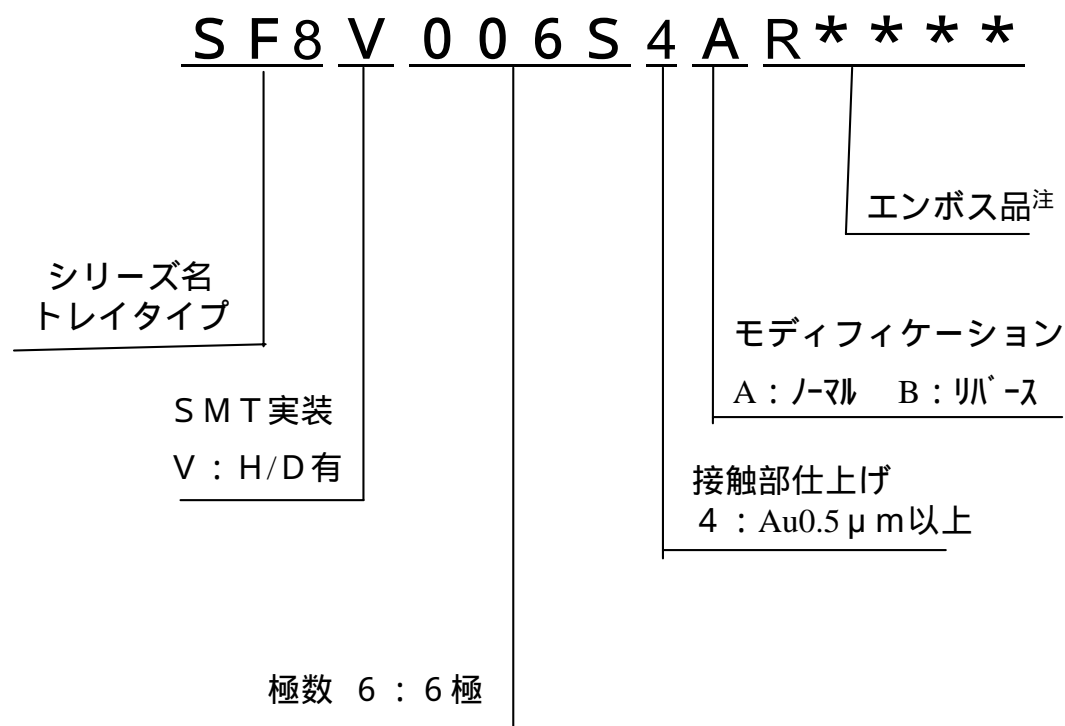 ＳＦ8Ｖ００６Ｓ4ＡＲ＊＊＊＊
エンボス品注
シリーズ名
トレイタイプ
モディフィケーション
A：ﾉｰﾏﾙ　B：ﾘﾊﾞｰｽ
ＳＭＴ実装
Ｖ：Ｈ/Ｄ有
接触部仕上げ
４：Au0.5μｍ以上
極数 ６：６極